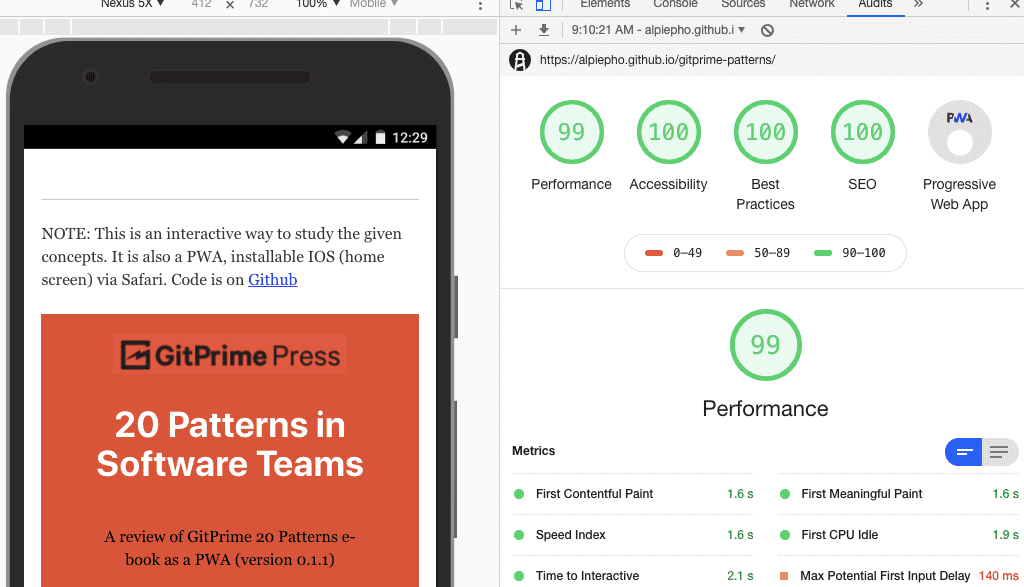 Nexus 5X ▼ 412 × 732 100% ▼ Mobile ▼
Elements Console Sources Network Audits »
9:10:21 AM - alpiepho.github.i ▼
https://alpiepho.github.io/gitprime-patterns/
12:29
NOTE: This is an interactive way to study the given
concepts. It is also a PWA, installable IOS (home
screen) via Safari. Code is on Github
GitPrime Press
20 Patterns in
Software Teams
A review of GitPrime 20 Patterns e-
book as a PWA (version 0.1.1)
99 100 100 100 PWA
Performance Accessibility Best Practices SEO Progressive Web App
0–49 50–89 90–100
99
Performance
Metrics
First Contentful Paint 1.6 s
First Meaningful Paint 1.6 s
Speed Index 1.6 s
First CPU Idle 1.9 s
Time to Interactive 2.1 s
Max Potential First Input Delay 140 ms